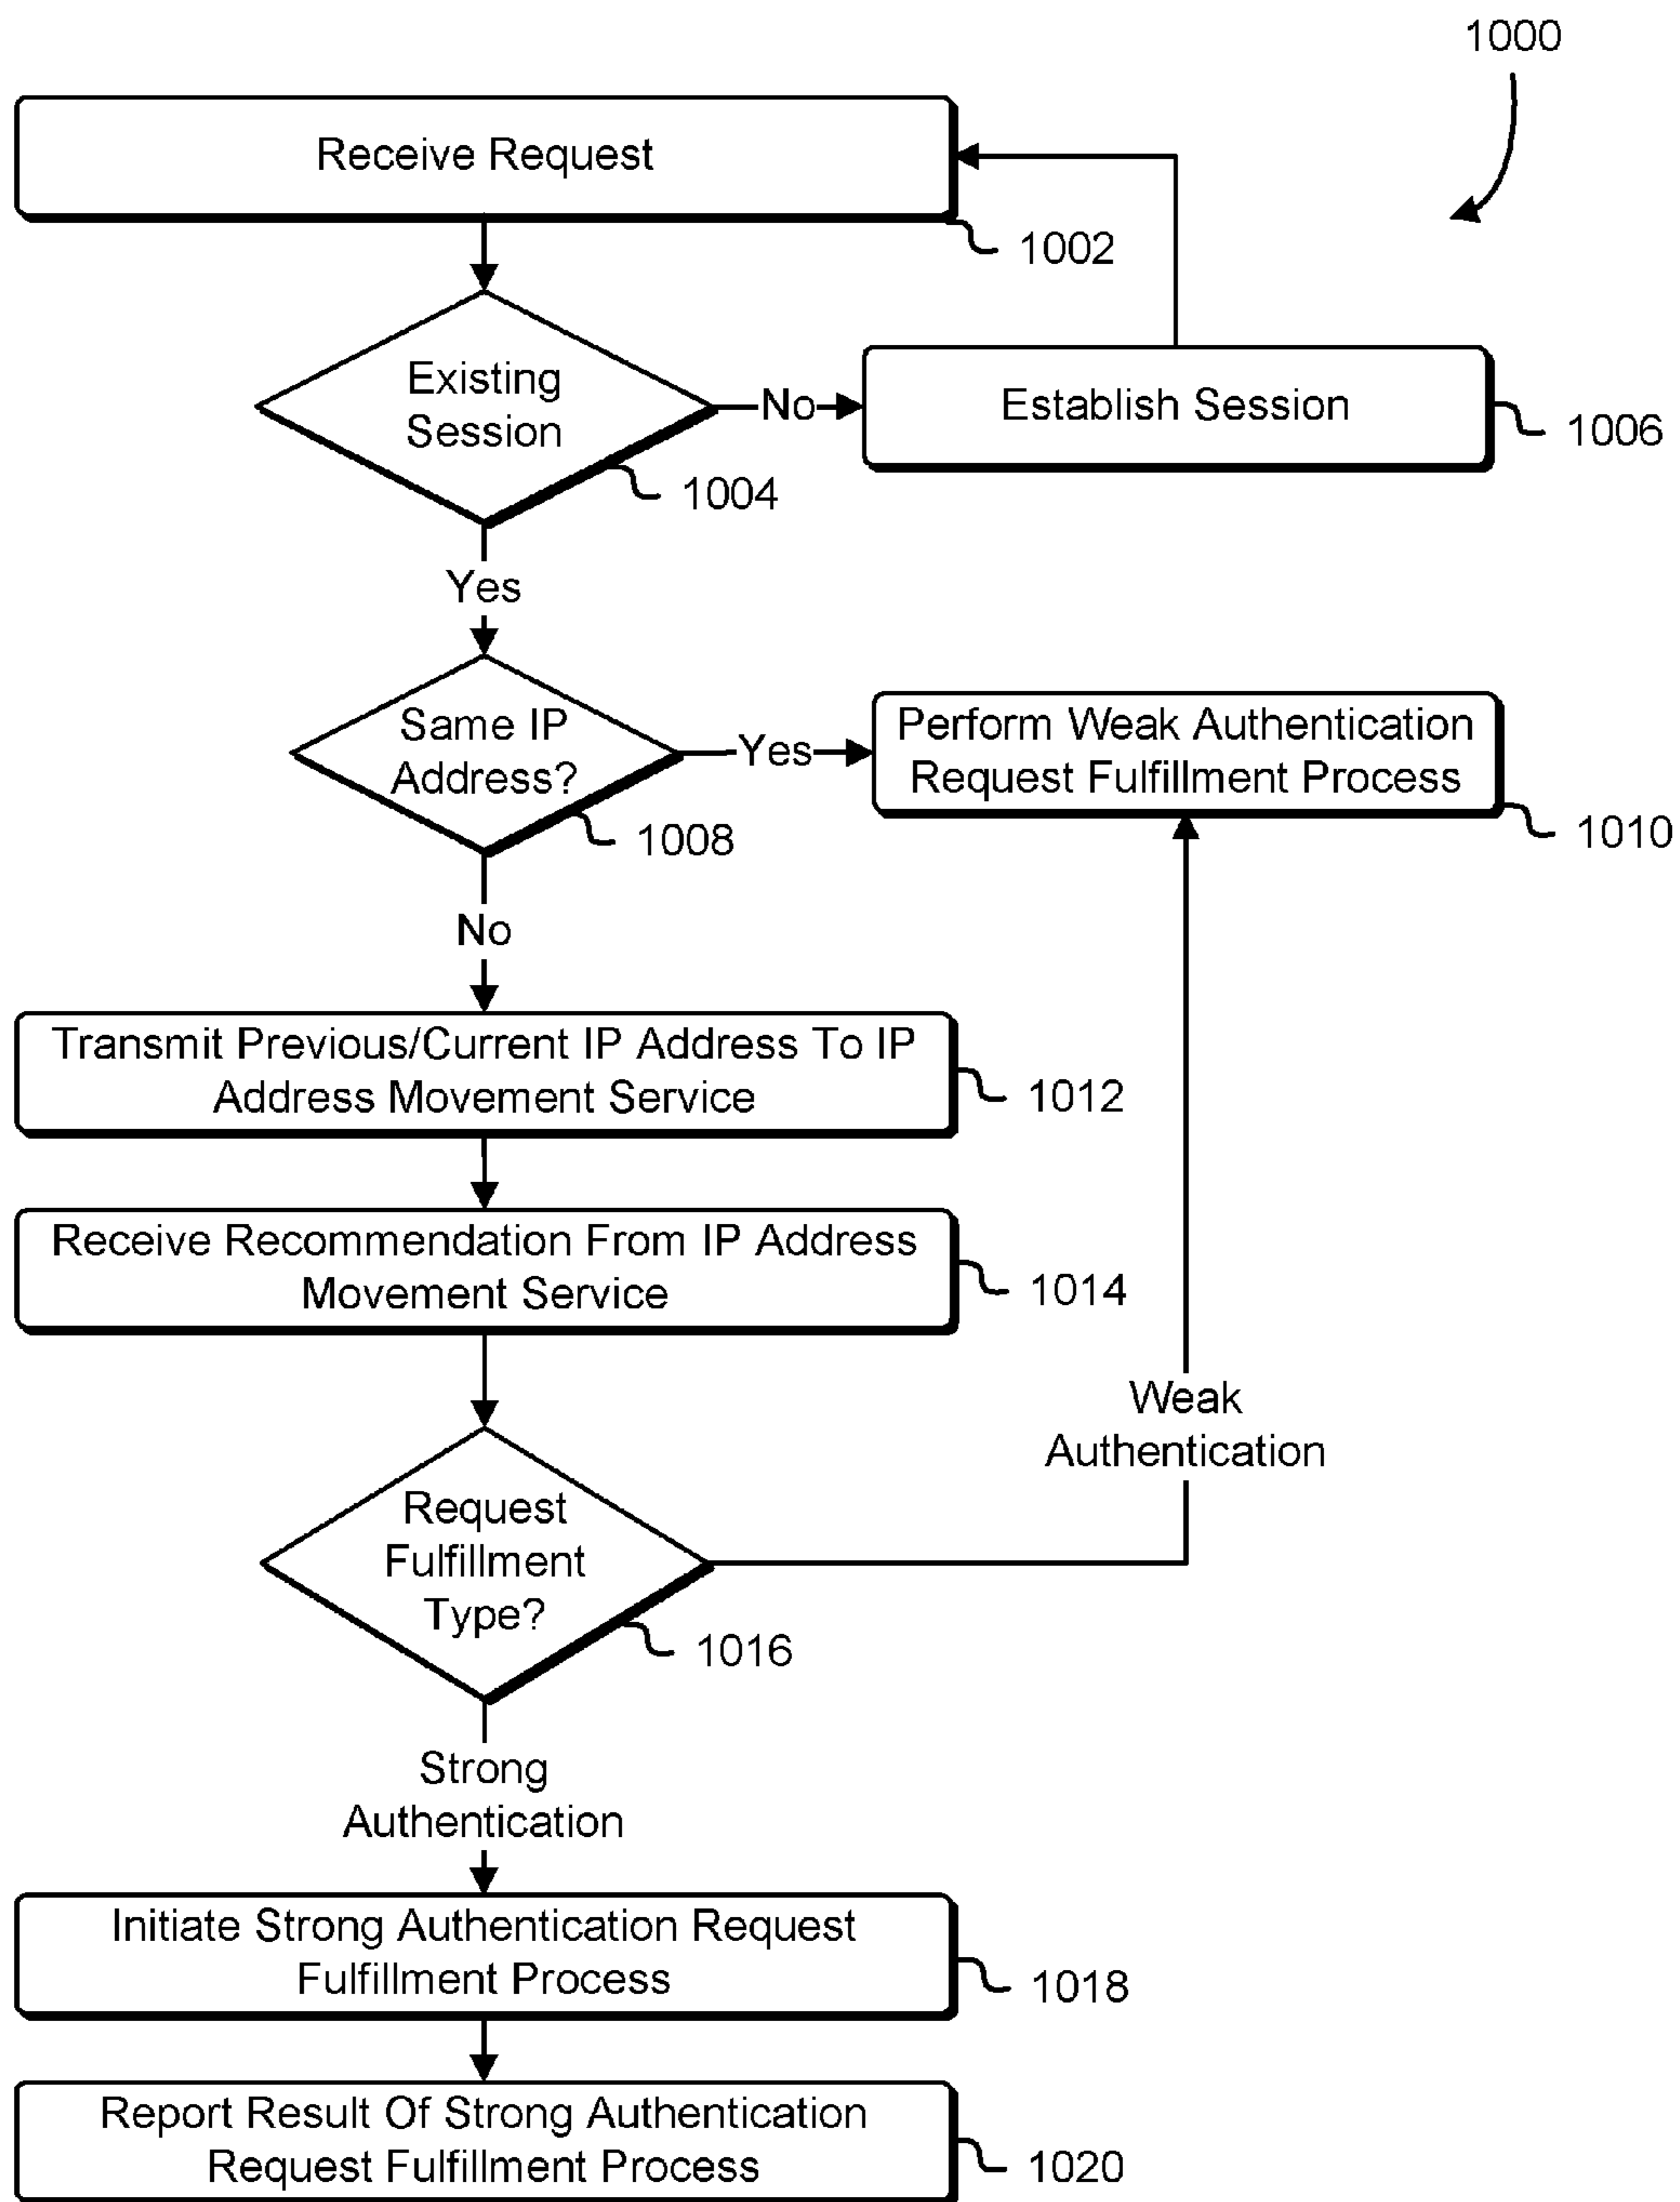 1000
Receive Request
1002
Existing
Session
No
Establish Session
1006
1004
Yes
Same IP
Address?
Yes
Perform Weak Authentication
Request Fulfillment Process
1010
1008
No
Transmit Previous/Current IP Address To IP
Address Movement Service
1012
Receive Recommendation From IP Address
Movement Service
1014
Weak
Authentication
Request
Fulfillment
Type?
1016
Strong
Authentication
Initiate Strong Authentication Request
Fulfillment Process
1018
Report Result Of Strong Authentication
Request Fulfillment Process
1020